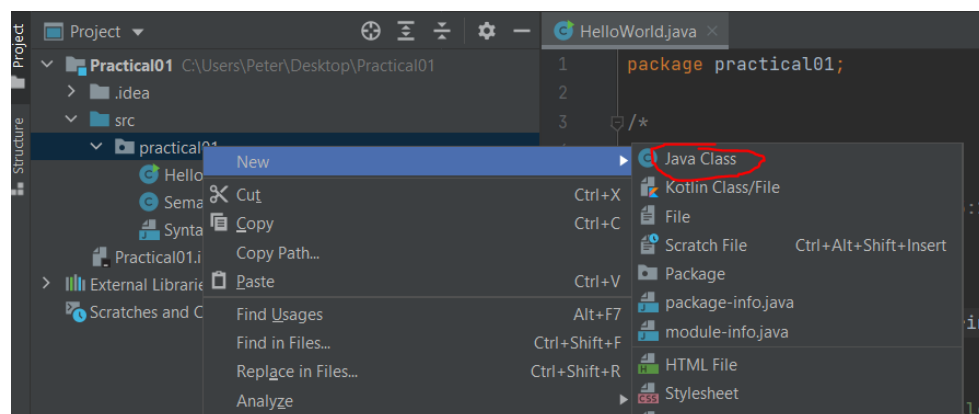 Project
Structure
Project
HelloWorld.java
Practical01 C:\Users\Peter\Desktop\Practical01
.idea
src
practical01
Hello
Sema
Synta
Practical01.i
External Librarie
Scratches and C
1 package practical01;
2
3 /*
New
Cut Ctrl+X
Copy Ctrl+C
Copy Path...
Paste Ctrl+V
Find Usages Alt+F7
Find in Files... Ctrl+Shift+F
Replace in Files... Ctrl+Shift+R
Analyze
Java Class
Kotlin Class/File
File
Scratch File Ctrl+Alt+Shift+Insert
Package
package-info.java
module-info.java
HTML File
Stylesheet